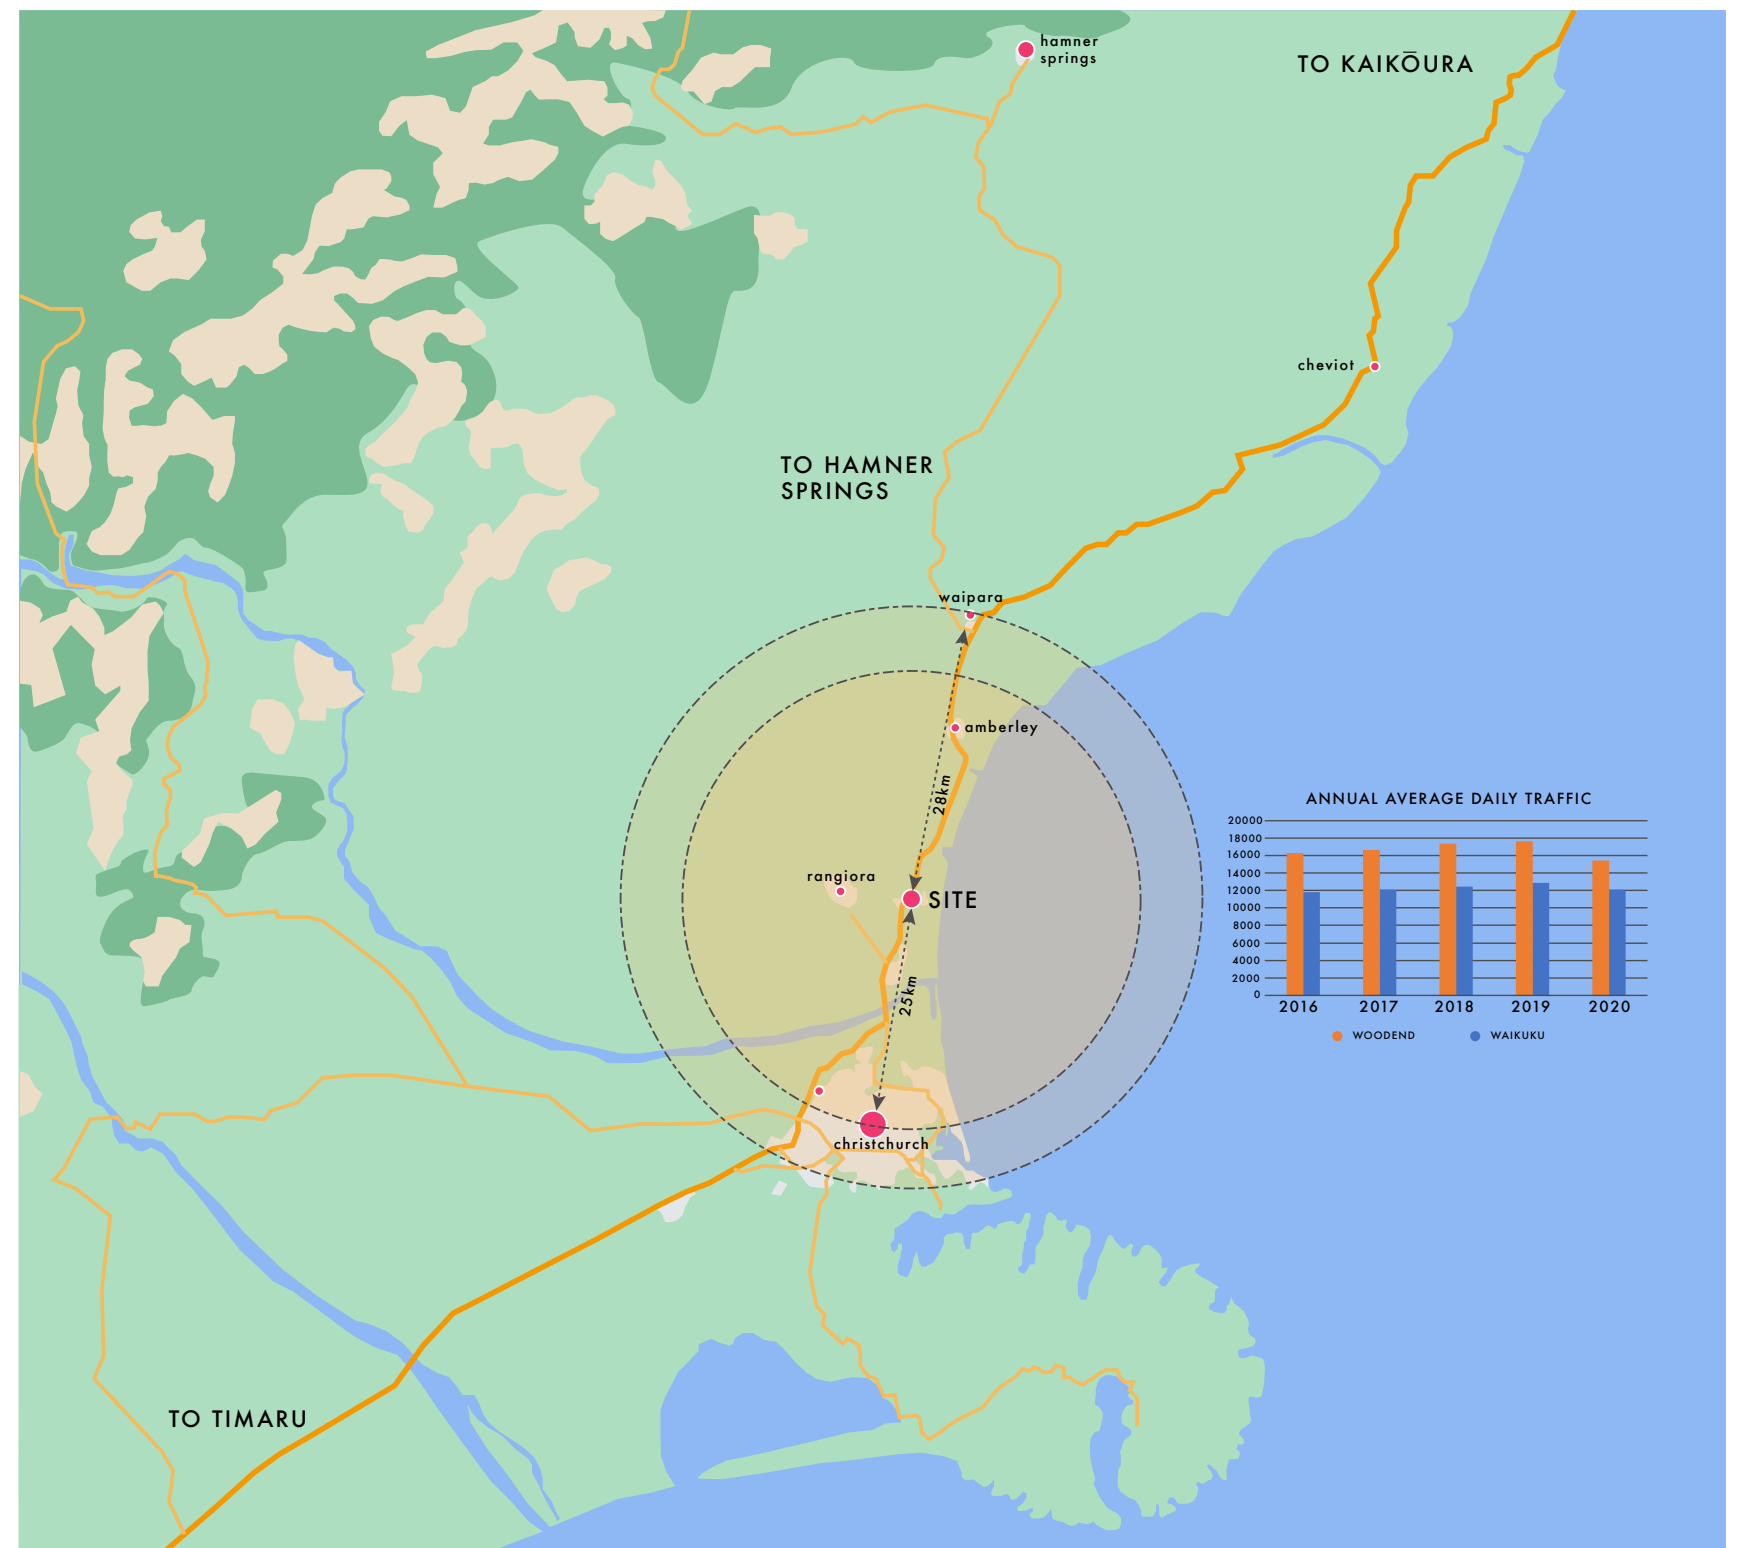 hamner
springs
TO KAIKŌURA
cheviot
TO HAMNER
SPRINGS
waipara
amberley
28km
rangiora
SITE
25km
christchurch
TO TIMARU
ANNUAL AVERAGE DAILY TRAFFIC
20000
18000
16000
14000
12000
10000
8000
6000
4000
2000
0
2016 2017 2018 2019 2020
WOODEND WAIKUKU